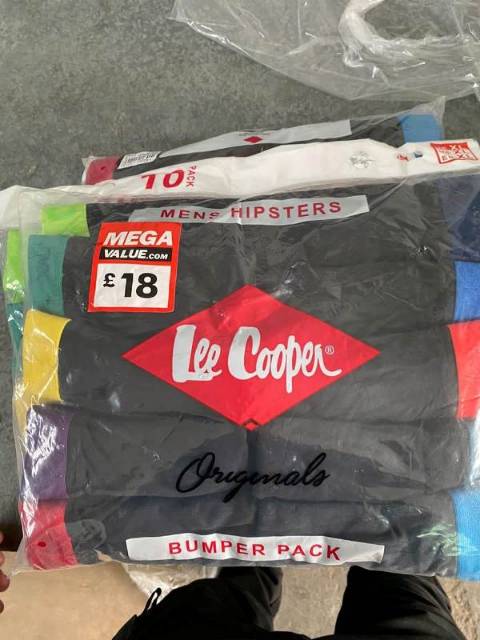 10 PACK
MENS HIPSTERS
MEGA
VALUE.COM
£18
Lee Cooper®
Originals
BUMPER PACK